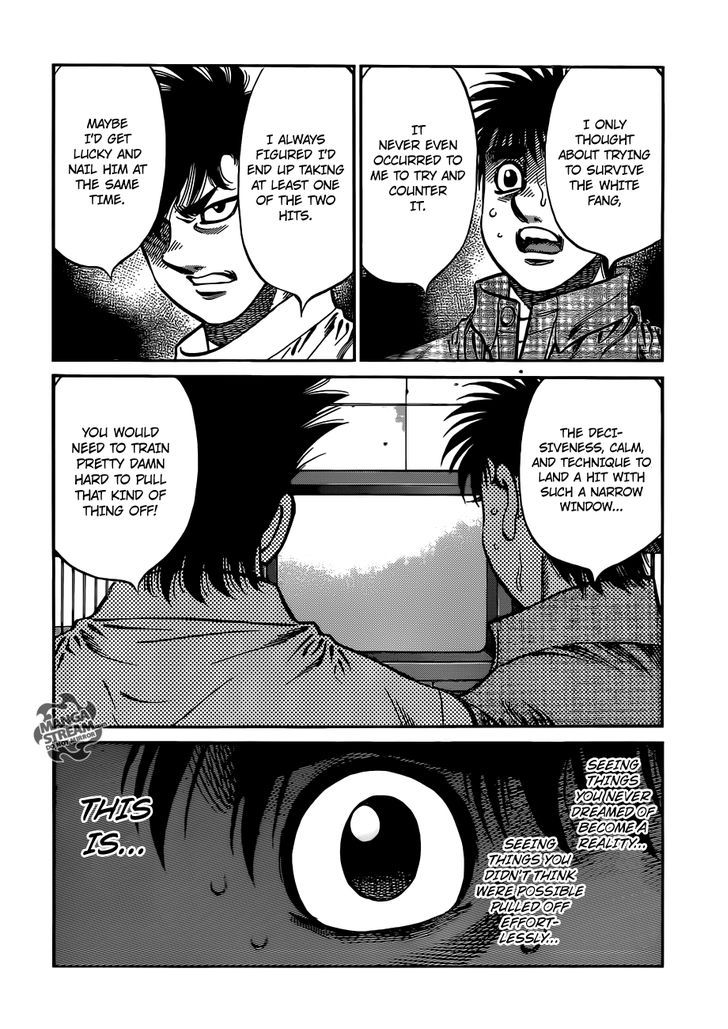 I ONLY
THOUGHT
ABOUT TRYING
TO SURVIVE
THE WHITE
FANG,
IT
NEVER EVEN
OCCURRED TO
ME TO TRY AND
COUNTER
IT.
I ALWAYS
FIGURED I'D
END UP TAKING
AT LEAST ONE
OF THE TWO
HITS.
MAYBE
I'D GET
LUCKY AND
NAIL HIM AT
THE SAME
TIME.
THE DECI-
SIVENESS, CALM,
AND TECHNIQUE TO
LAND A HIT WITH
SUCH A NARROW
WINDOW...
YOU WOULD
NEED TO TRAIN
PRETTY DAMN
HARD TO PULL
THAT KIND OF
THING OFF!
MANGA
STREAM
DO NOT MIRROR
SEEING
THINGS
YOU NEVER
DREAMED OF
BECOME A
REALITY...
SEEING
THINGS YOU
DIDN'T THINK
WERE POSSIBLE
PULLED OFF
EFFORT-
LESSLY...
THIS
IS...